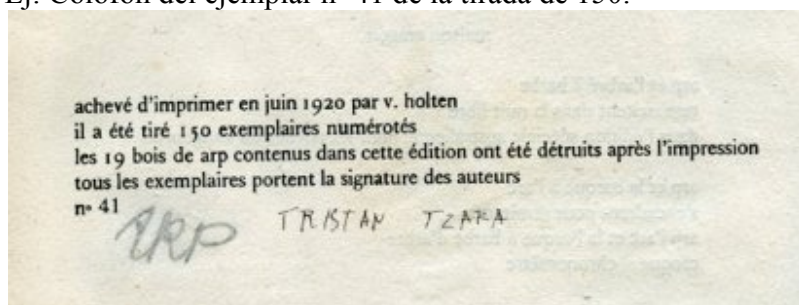 Ej. Colofón del ejemplar nº 41 de la tirada de 150.
achevé d'imprimer en juin 1920 par v. holten
il a été tiré 150 exemplaires numérotés
les 19 bois de arp contenus dans cette édition ont été détruits après l'impression
tous les exemplaires portent la signature des auteurs
nº 41
ARP TRISTAN TZARA